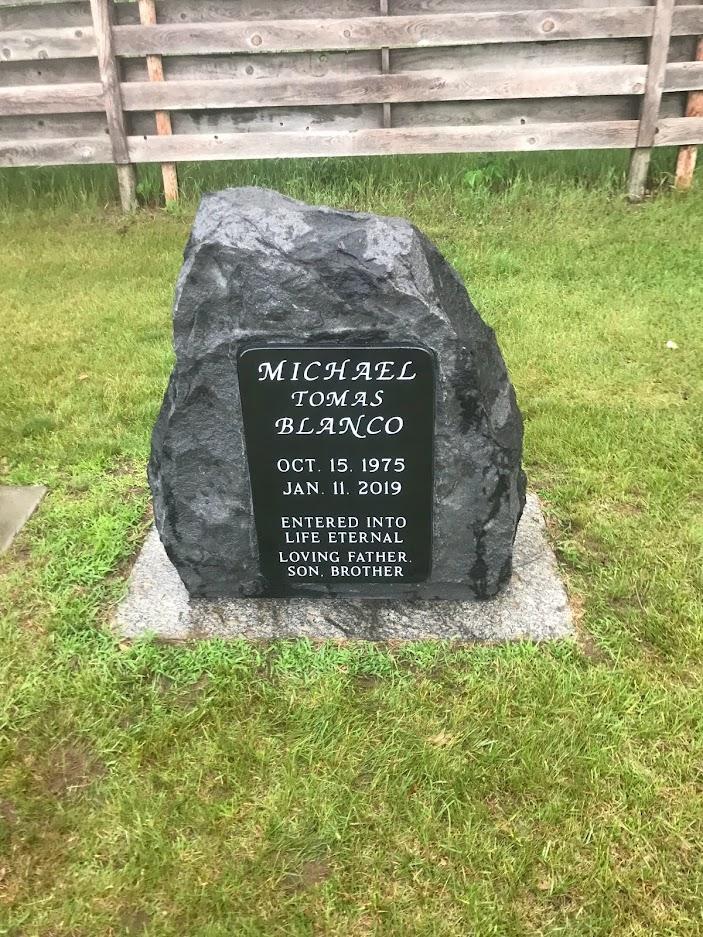 MICHAEL
TOMAS
BLANCO
OCT. 15. 1975
JAN. 11. 2019
ENTERED INTO
LIFE ETERNAL
LOVING FATHER,
SON, BROTHER